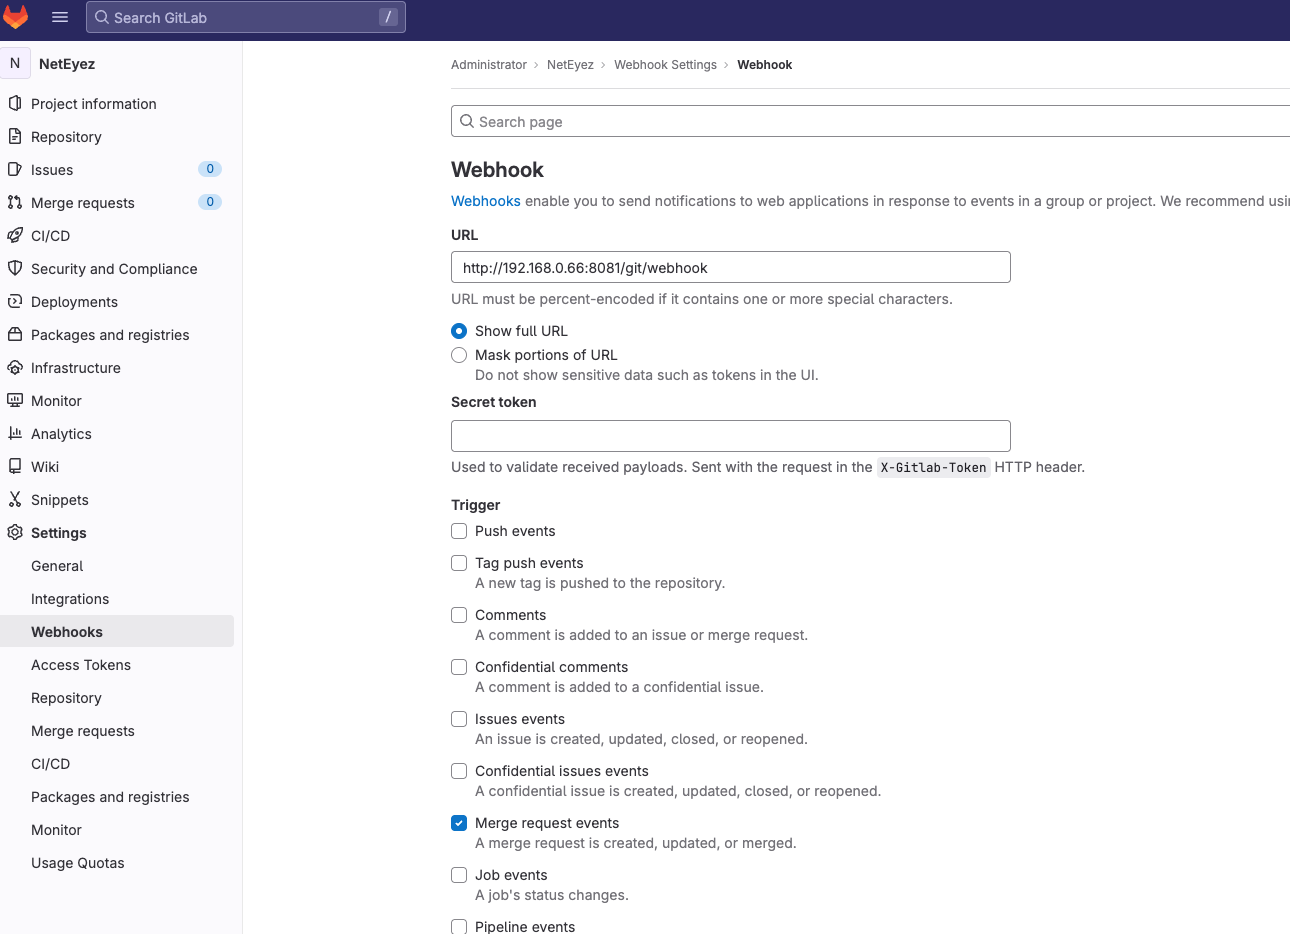 Search GitLab /
N NetEyez
Project information
Repository
Issues 0
Merge requests 0
CI/CD
Security and Compliance
Deployments
Packages and registries
Infrastructure
Monitor
Analytics
Wiki
Snippets
Settings
General
Integrations
Webhooks
Access Tokens
Repository
Merge requests
CI/CD
Packages and registries
Monitor
Usage Quotas
Administrator › NetEyez › Webhook Settings › Webhook
Search page
Webhook
Webhooks enable you to send notifications to web applications in response to events in a group or project. We recommend usi
URL
http://192.168.0.66:8081/git/webhook
URL must be percent-encoded if it contains one or more special characters.
Show full URL
Mask portions of URL
Do not show sensitive data such as tokens in the UI.
Secret token
Used to validate received payloads. Sent with the request in the X-Gitlab-Token HTTP header.
Trigger
Push events
Tag push events
A new tag is pushed to the repository.
Comments
A comment is added to an issue or merge request.
Confidential comments
A comment is added to a confidential issue.
Issues events
An issue is created, updated, closed, or reopened.
Confidential issues events
A confidential issue is created, updated, closed, or reopened.
Merge request events
A merge request is created, updated, or merged.
Job events
A job's status changes.
Pipeline events